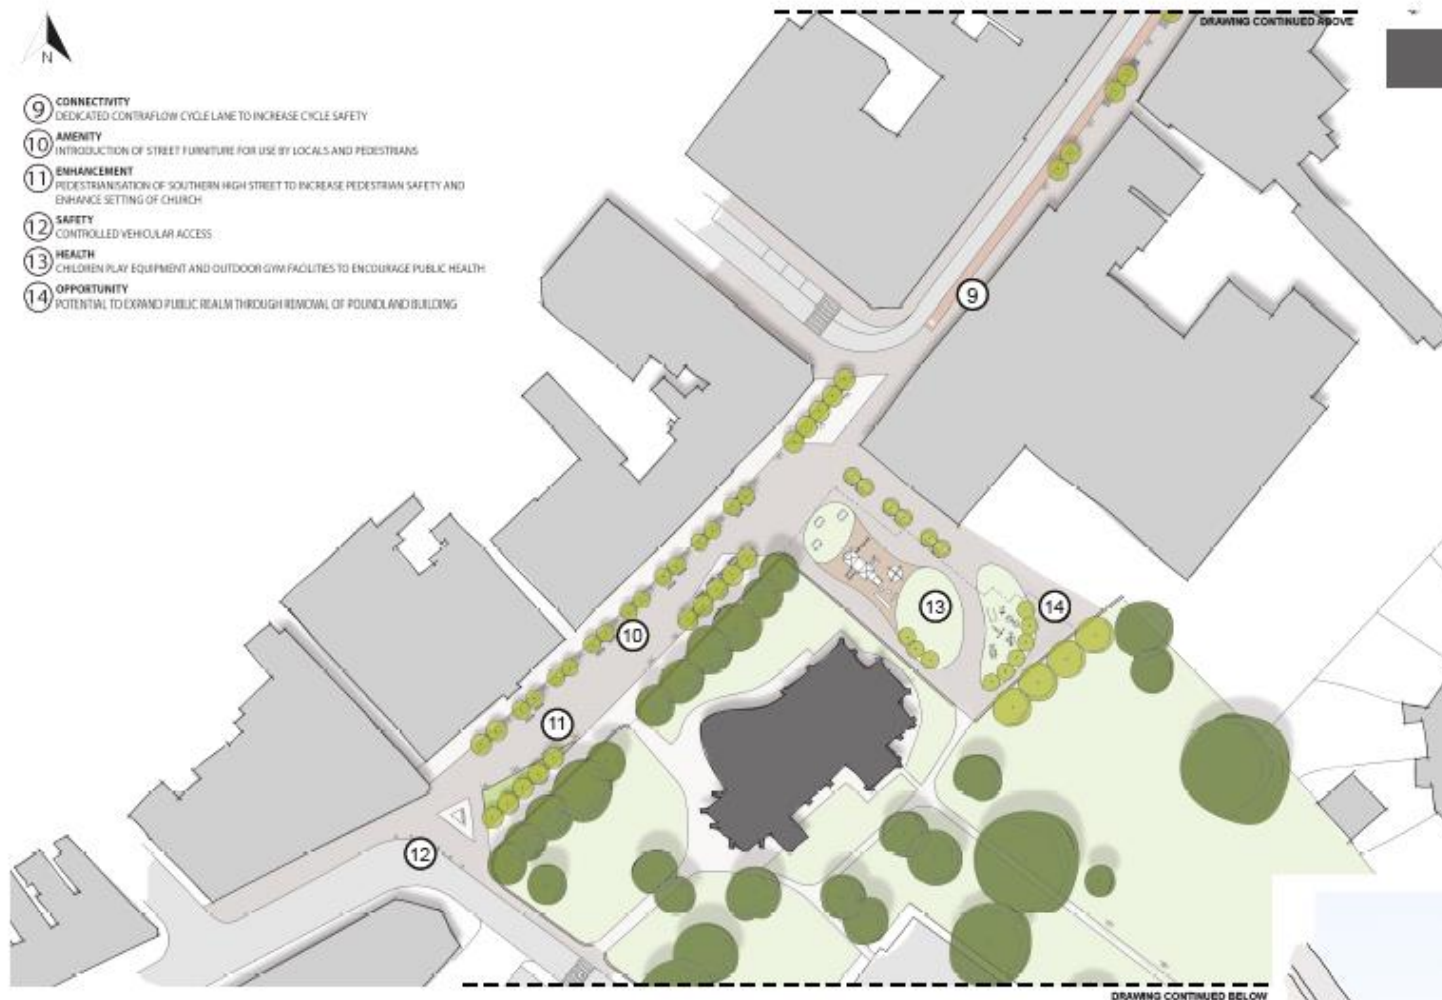 DRAWING CONTINUED ABOVE
N
9 CONNECTIVITY
DEDICATED CONTRAFLOW CYCLE LANE TO INCREASE CYCLE SAFETY
10 AMENITY
INTRODUCTION OF STREET FURNITURE FOR USE BY LOCALS AND PEDESTRIANS
11 ENHANCEMENT
PEDESTRIANISATION OF SOUTHERN HIGH STREET TO INCREASE PEDESTRIAN SAFETY AND
ENHANCE SETTING OF CHURCH
12 SAFETY
CONTROLLED VEHICULAR ACCESS
13 HEALTH
CHILDREN PLAY EQUIPMENT AND OUTDOOR GYM FACILITIES TO ENCOURAGE PUBLIC HEALTH
14 OPPORTUNITY
POTENTIAL TO EXPAND PUBLIC REALM THROUGH REMOVAL OF POUNDLAND BUILDING
9
13
14
10
11
12
DRAWING CONTINUED BELOW